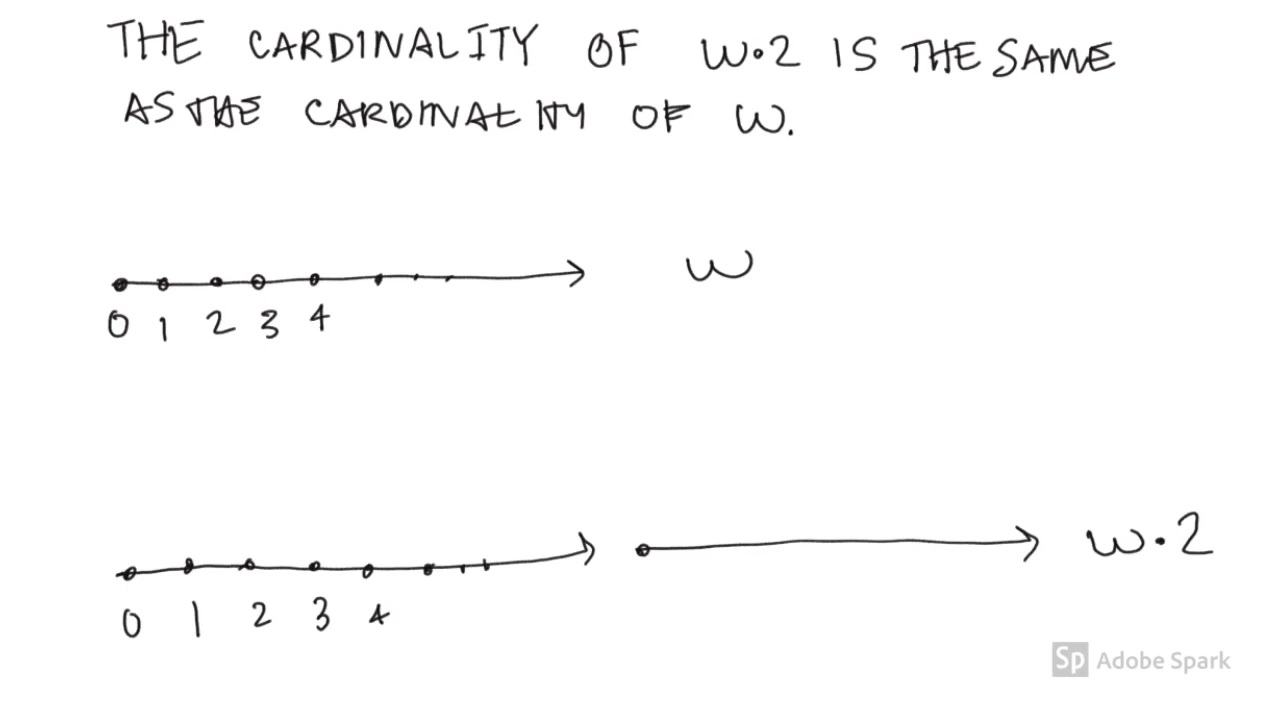 THE CARDINALITY OF ω·2 IS THE SAME
AS THE CARDINALITY OF ω.
ω
0 1 2 3 4
ω·2
0 1 2 3 4
Sp Adobe Spark